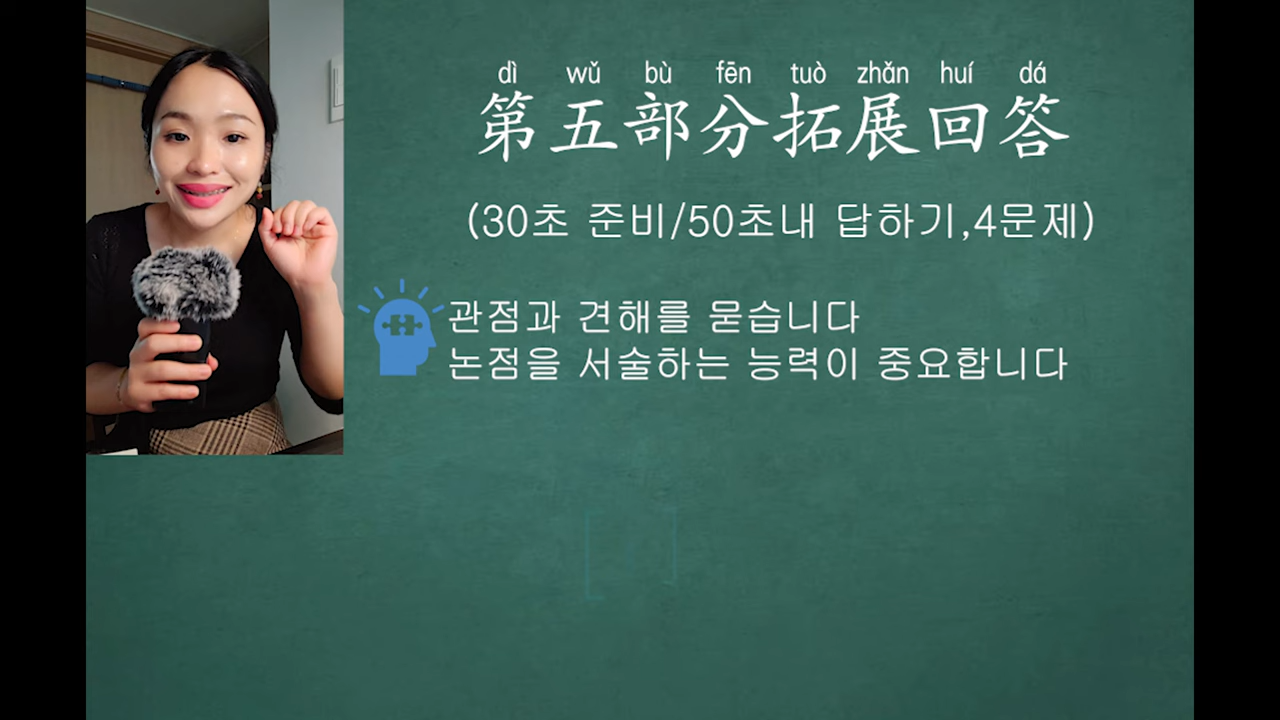 dì wǔ bù fēn tuò zhǎn huí dá
第五部分拓展回答
(30초 준비/50초내 답하기,4문제)
관점과 견해를 묻습니다
논점을 서술하는 능력이 중요합니다